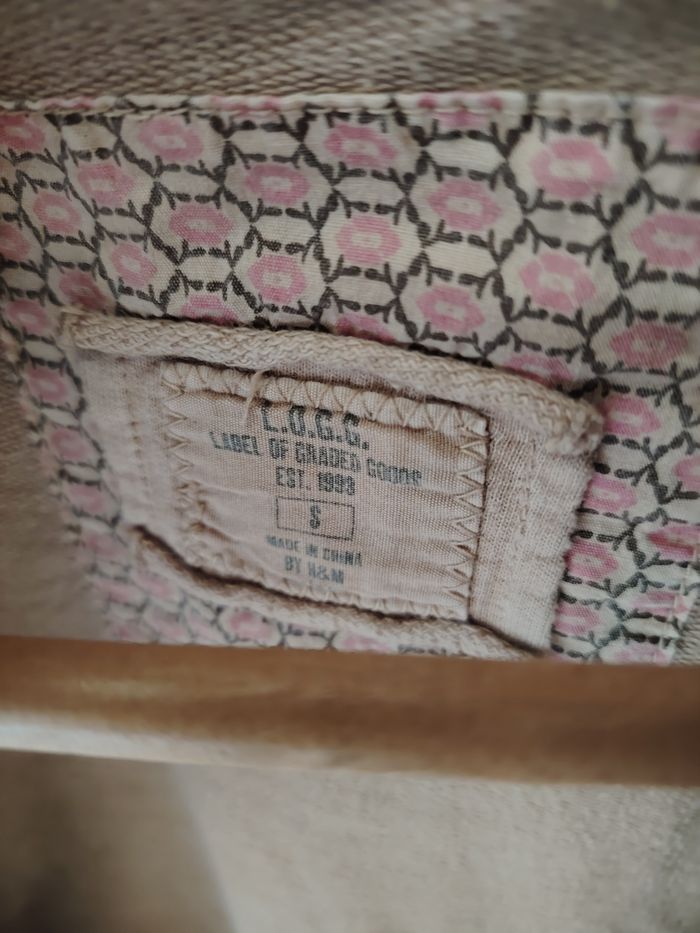 L.O.G.G.
LABEL OF GRADED GOODS
EST. 1993
S
MADE IN CHINA
BY H&M